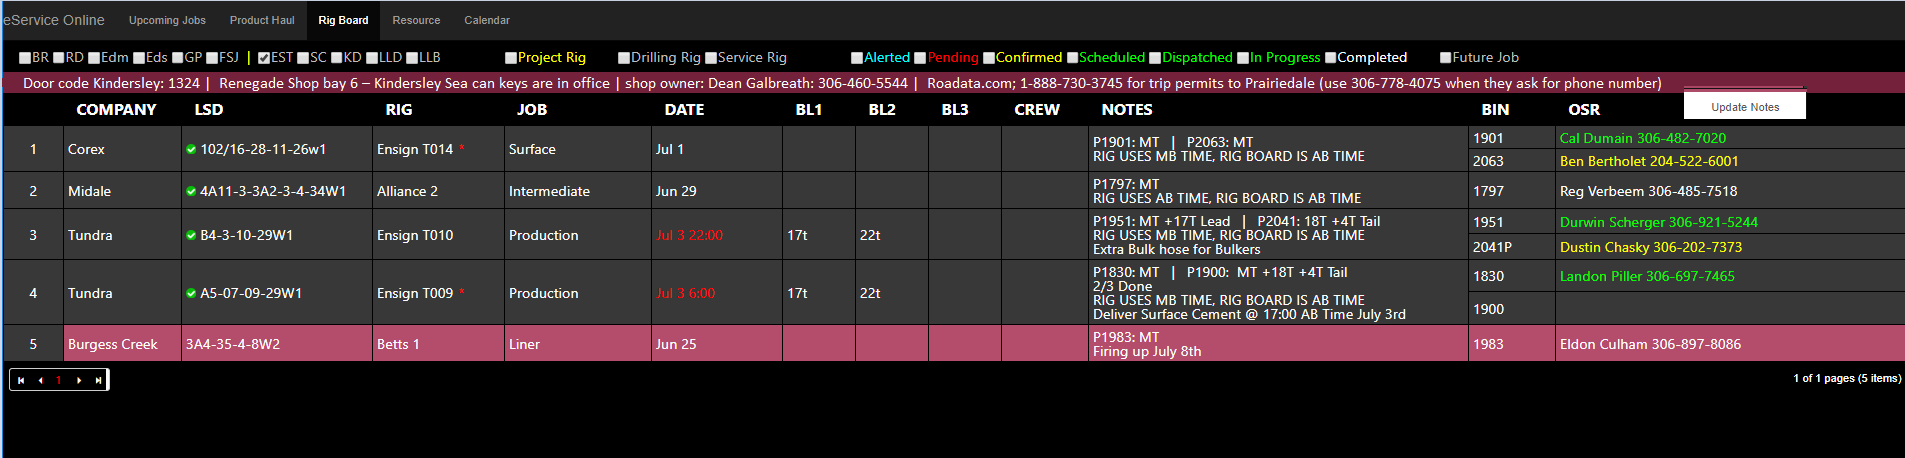 eService Online Upcoming Jobs Product Haul Rig Board Resource Calendar
BR RD Edm Eds GP FSJ | EST SC KD LLD LLB Project Rig Drilling Rig Service Rig Alerted Pending Confirmed Scheduled Dispatched In Progress Completed Future Job
Door code Kindersley: 1324 | Renegade Shop bay 6 – Kindersley Sea can keys are in office | shop owner: Dean Galbreath: 306-460-5544 | Roadata.com; 1-888-730-3745 for trip permits to Prairiedale (use 306-778-4075 when they ask for phone number)
Update Notes
COMPANY LSD RIG JOB DATE BL1 BL2 BL3 CREW NOTES BIN OSR
1 Corex 102/16-28-11-26w1 Ensign T014 * Surface Jul 1
P1901: MT | P2063: MT
RIG USES MB TIME, RIG BOARD IS AB TIME
1901 Cal Dumain 306-482-7020
2063 Ben Bertholet 204-522-6001
2 Midale 4A11-3-3A2-3-4-34W1 Alliance 2 Intermediate Jun 29
P1797: MT
RIG USES AB TIME, RIG BOARD IS AB TIME
1797 Reg Verbeem 306-485-7518
3 Tundra B4-3-10-29W1 Ensign T010 Production Jul 3 22:00 17t 22t
P1951: MT +17T Lead | P2041: 18T +4T Tail
RIG USES MB TIME, RIG BOARD IS AB TIME
Extra Bulk hose for Bulkers
1951 Durwin Scherger 306-921-5244
2041P Dustin Chasky 306-202-7373
4 Tundra A5-07-09-29W1 Ensign T009 * Production Jul 3 6:00 17t 22t
P1830: MT | P1900: MT +18T +4T Tail
2/3 Done
RIG USES MB TIME, RIG BOARD IS AB TIME
Deliver Surface Cement @ 17:00 AB Time July 3rd
1830 Landon Piller 306-697-7465
1900
5 Burgess Creek 3A4-35-4-8W2 Betts 1 Liner Jun 25
P1983: MT
Firing up July 8th
1983 Eldon Culham 306-897-8086
1
1 of 1 pages (5 items)